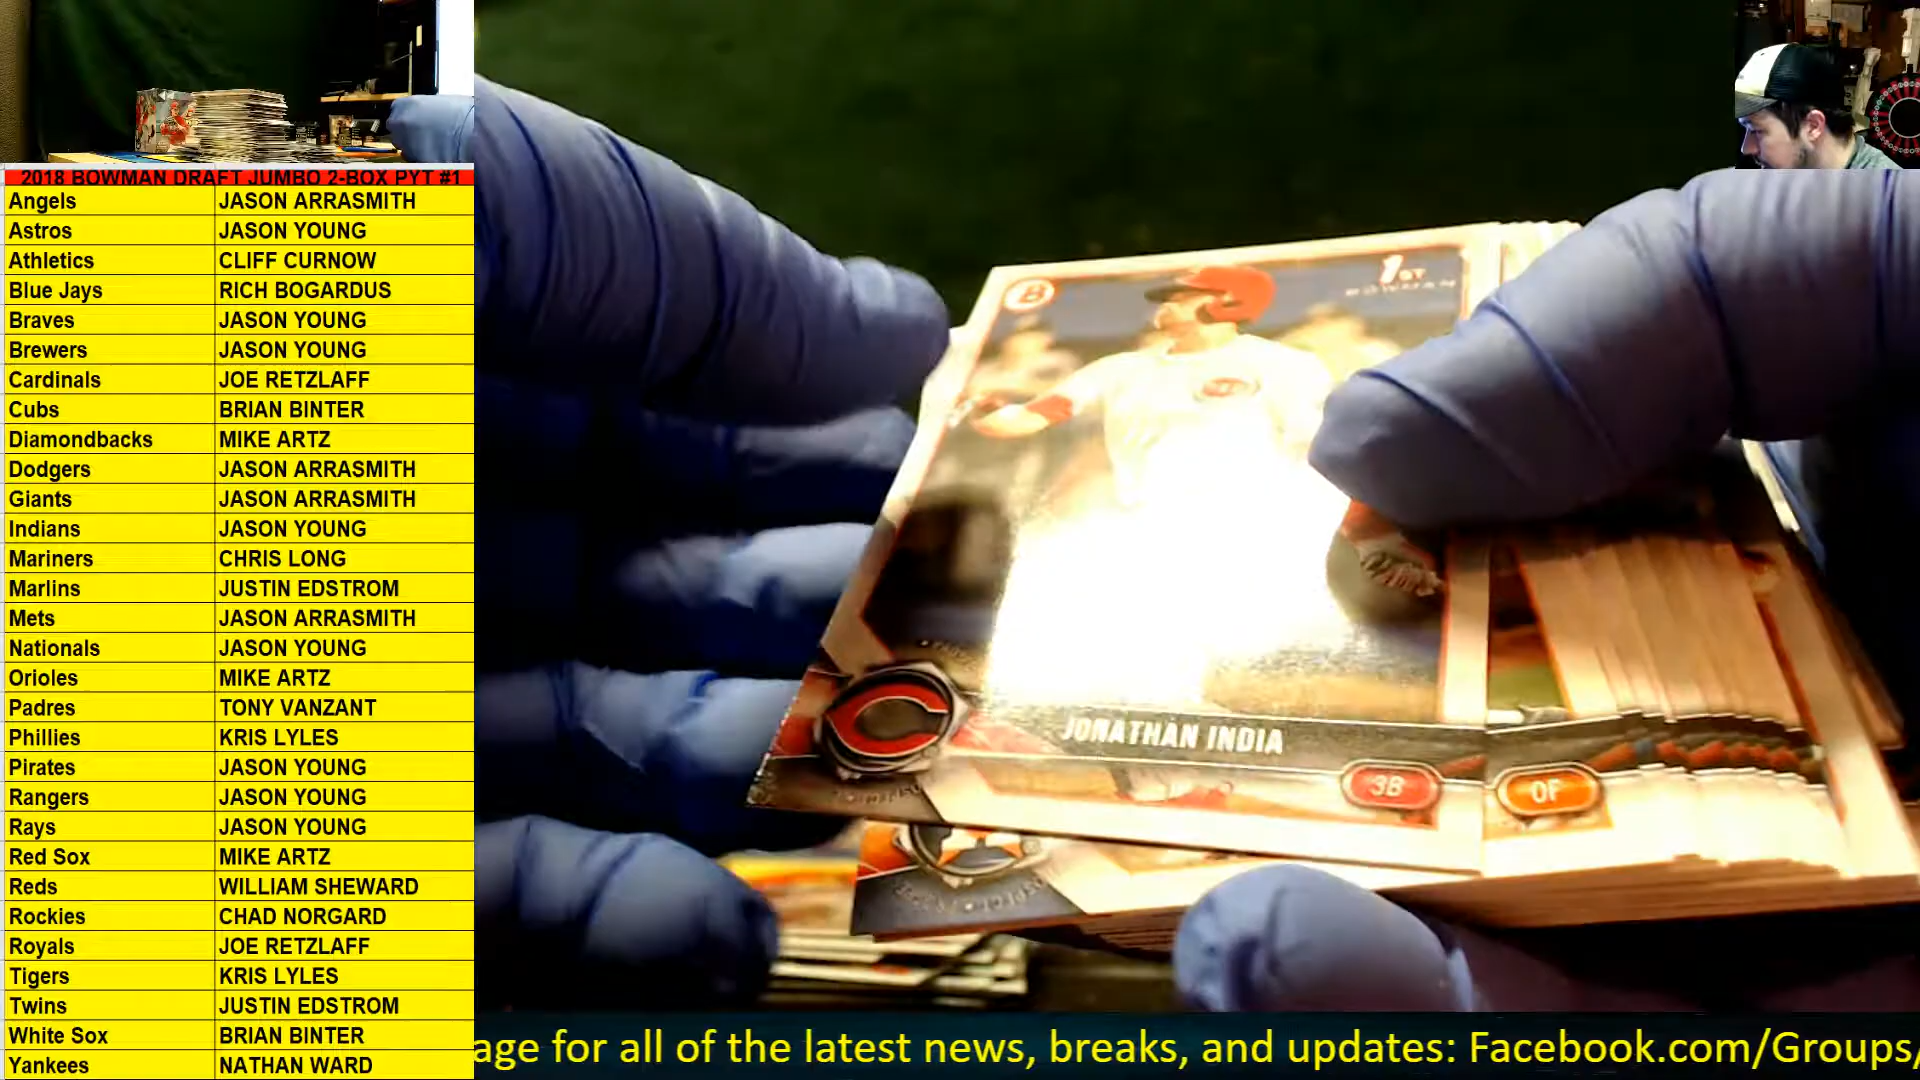 2018 BOWMAN DRAFT JUMBO 2-BOX PYT #1
Angels JASON ARRASMITH
Astros JASON YOUNG
Athletics CLIFF CURNOW
Blue Jays RICH BOGARDUS
Braves JASON YOUNG
Brewers JASON YOUNG
Cardinals JOE RETZLAFF
Cubs BRIAN BINTER
Diamondbacks MIKE ARTZ
Dodgers JASON ARRASMITH
Giants JASON ARRASMITH
Indians JASON YOUNG
Mariners CHRIS LONG
Marlins JUSTIN EDSTROM
Mets JASON ARRASMITH
Nationals JASON YOUNG
Orioles MIKE ARTZ
Padres TONY VANZANT
Phillies KRIS LYLES
Pirates JASON YOUNG
Rangers JASON YOUNG
Rays JASON YOUNG
Red Sox MIKE ARTZ
Reds WILLIAM SHEWARD
Rockies CHAD NORGARD
Royals JOE RETZLAFF
Tigers KRIS LYLES
Twins JUSTIN EDSTROM
White Sox BRIAN BINTER
Yankees NATHAN WARD
B
1ST
BOWMAN
JONATHAN INDIA
3B
OF
age for all of the latest news, breaks, and updates: Facebook.com/Groups/